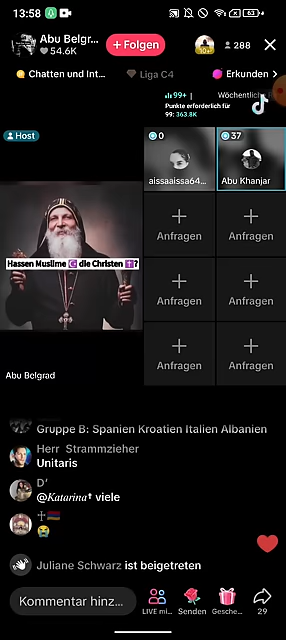 13:58
63
Abu Belgr...
54.6K
+ Folgen
10+
288
Chatten und Int...
Liga C4
Erkunden >
99+ |
Wöchentlich
Punkte erforderlich für
99: 363.8K
TikTok
Host
0
37
aissaaissa64...
Abu Khanjar
Hassen Muslime ☪️ die Christen ✝️?
Anfragen
Anfragen
Anfragen
Anfragen
Anfragen
Anfragen
Abu Belgrad
Gruppe B: Spanien Kroatien Italien Albanien
Herr Strammzieher
Unitaris
D'
@𝐾𝑎𝑡𝑎𝑟𝑖𝑛𝑎✝ viele
☦🇦🇲
😭
Juliane Schwarz ist beigetreten
Kommentar hinz...
LIVE mi...
Senden
Gesche...
29